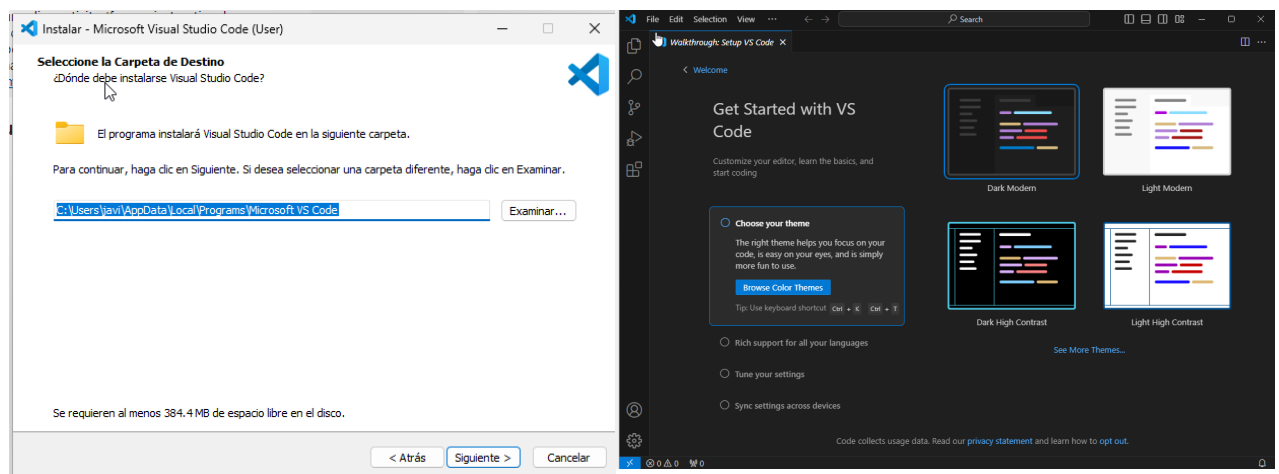 Instalar - Microsoft Visual Studio Code (User)
Seleccione la Carpeta de Destino
¿Dónde debe instalarse Visual Studio Code?
El programa instalará Visual Studio Code en la siguiente carpeta.
Para continuar, haga clic en Siguiente. Si desea seleccionar una carpeta diferente, haga clic en Examinar.
C:\Users\javi\AppData\Local\Programs\Microsoft VS Code
Examinar...
Se requieren al menos 384.4 MB de espacio libre en el disco.
< Atrás
Siguiente >
Cancelar
File Edit Selection View ··· Search
Walkthrough: Setup VS Code
< Welcome
Get Started with VS
Code
Customize your editor, learn the basics, and
start coding
Choose your theme
The right theme helps you focus on your
code, is easy on your eyes, and is simply
more fun to use.
Browse Color Themes
Tip: Use keyboard shortcut Ctrl + K Ctrl + T
Rich support for all your languages
Tune your settings
Sync settings across devices
Dark Modern
Light Modern
Dark High Contrast
Light High Contrast
See More Themes...
Code collects usage data. Read our privacy statement and learn how to opt out.
0 0 0